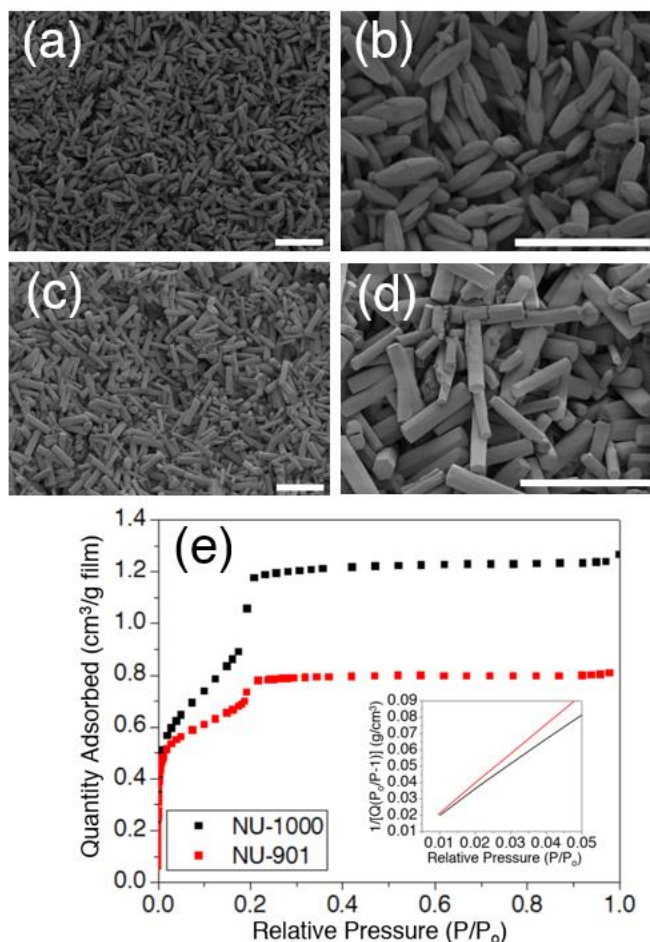 (a)
(b)
(c)
(d)
(e)
Quantity Adsorbed (cm³/g film)
1.4
1.2
1.0
0.8
0.6
0.4
0.2
0.0
0.0
0.2
0.4
0.6
0.8
1.0
Relative Pressure (P/Pₒ)
NU-1000
NU-901
1/[Q(Pₒ/P-1)] (g/cm³)
0.09
0.08
0.07
0.06
0.05
0.04
0.03
0.02
0.01
0.01
0.02
0.03
0.04
0.05
Relative Pressure (P/Pₒ)